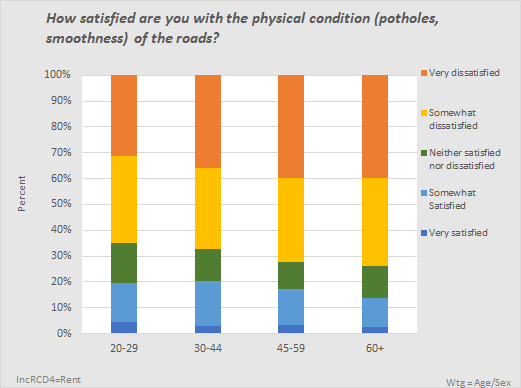 How satisfied are you with the physical condition (potholes,
smoothness) of the roads?
100%
90%
80%
70%
60%
50%
40%
30%
20%
10%
0%
Percent
20-29
30-44
45-59
60+
Very dissatisfied
Somewhat
dissatisfied
Neither satisfied
nor dissatisfied
Somewhat
Satisfied
Very satisfied
IncRCD4=Rent
Wtg = Age/Sex